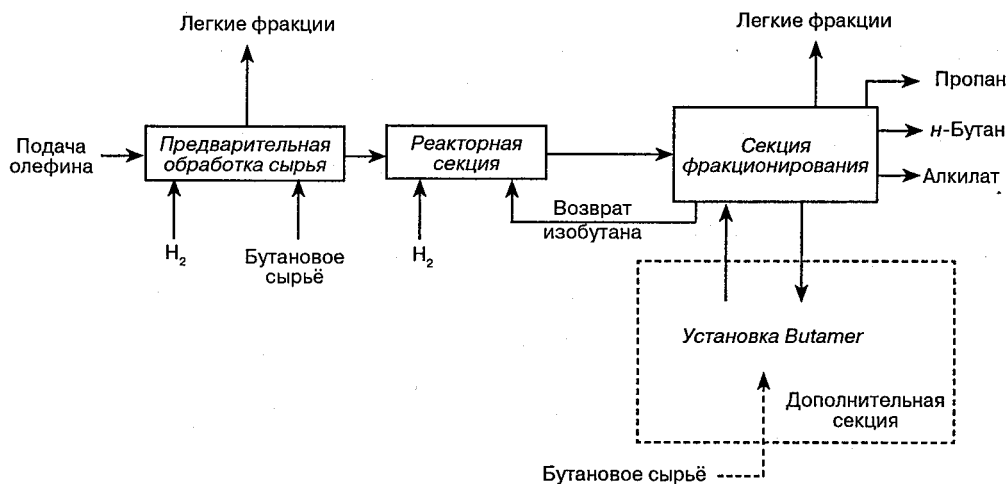 Легкие фракции
Легкие фракции
Пропан
Подача
олефина
Предварительная
обработка сырья
Реакторная
секция
Секция
фракционирования
н-Бутан
Алкилат
Возврат
изобутана
H₂
Бутановое
сырьё
H₂
Установка Butamer
Дополнительная
секция
Бутановое сырьё